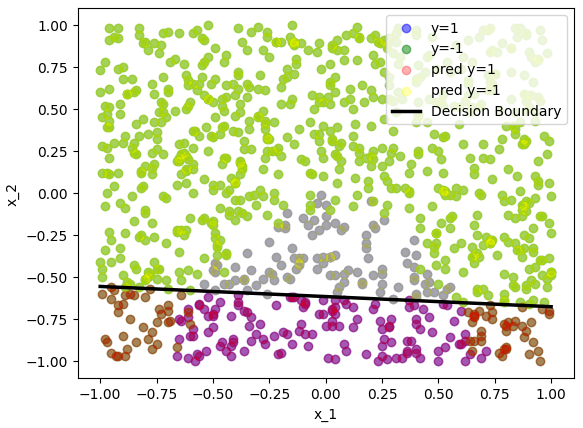 1.00
0.75
0.50
0.25
0.00
−0.25
−0.50
−0.75
−1.00
x_2
y=1
y=-1
pred y=1
pred y=-1
Decision Boundary
−1.00 −0.75 −0.50 −0.25 0.00 0.25 0.50 0.75 1.00
x_1